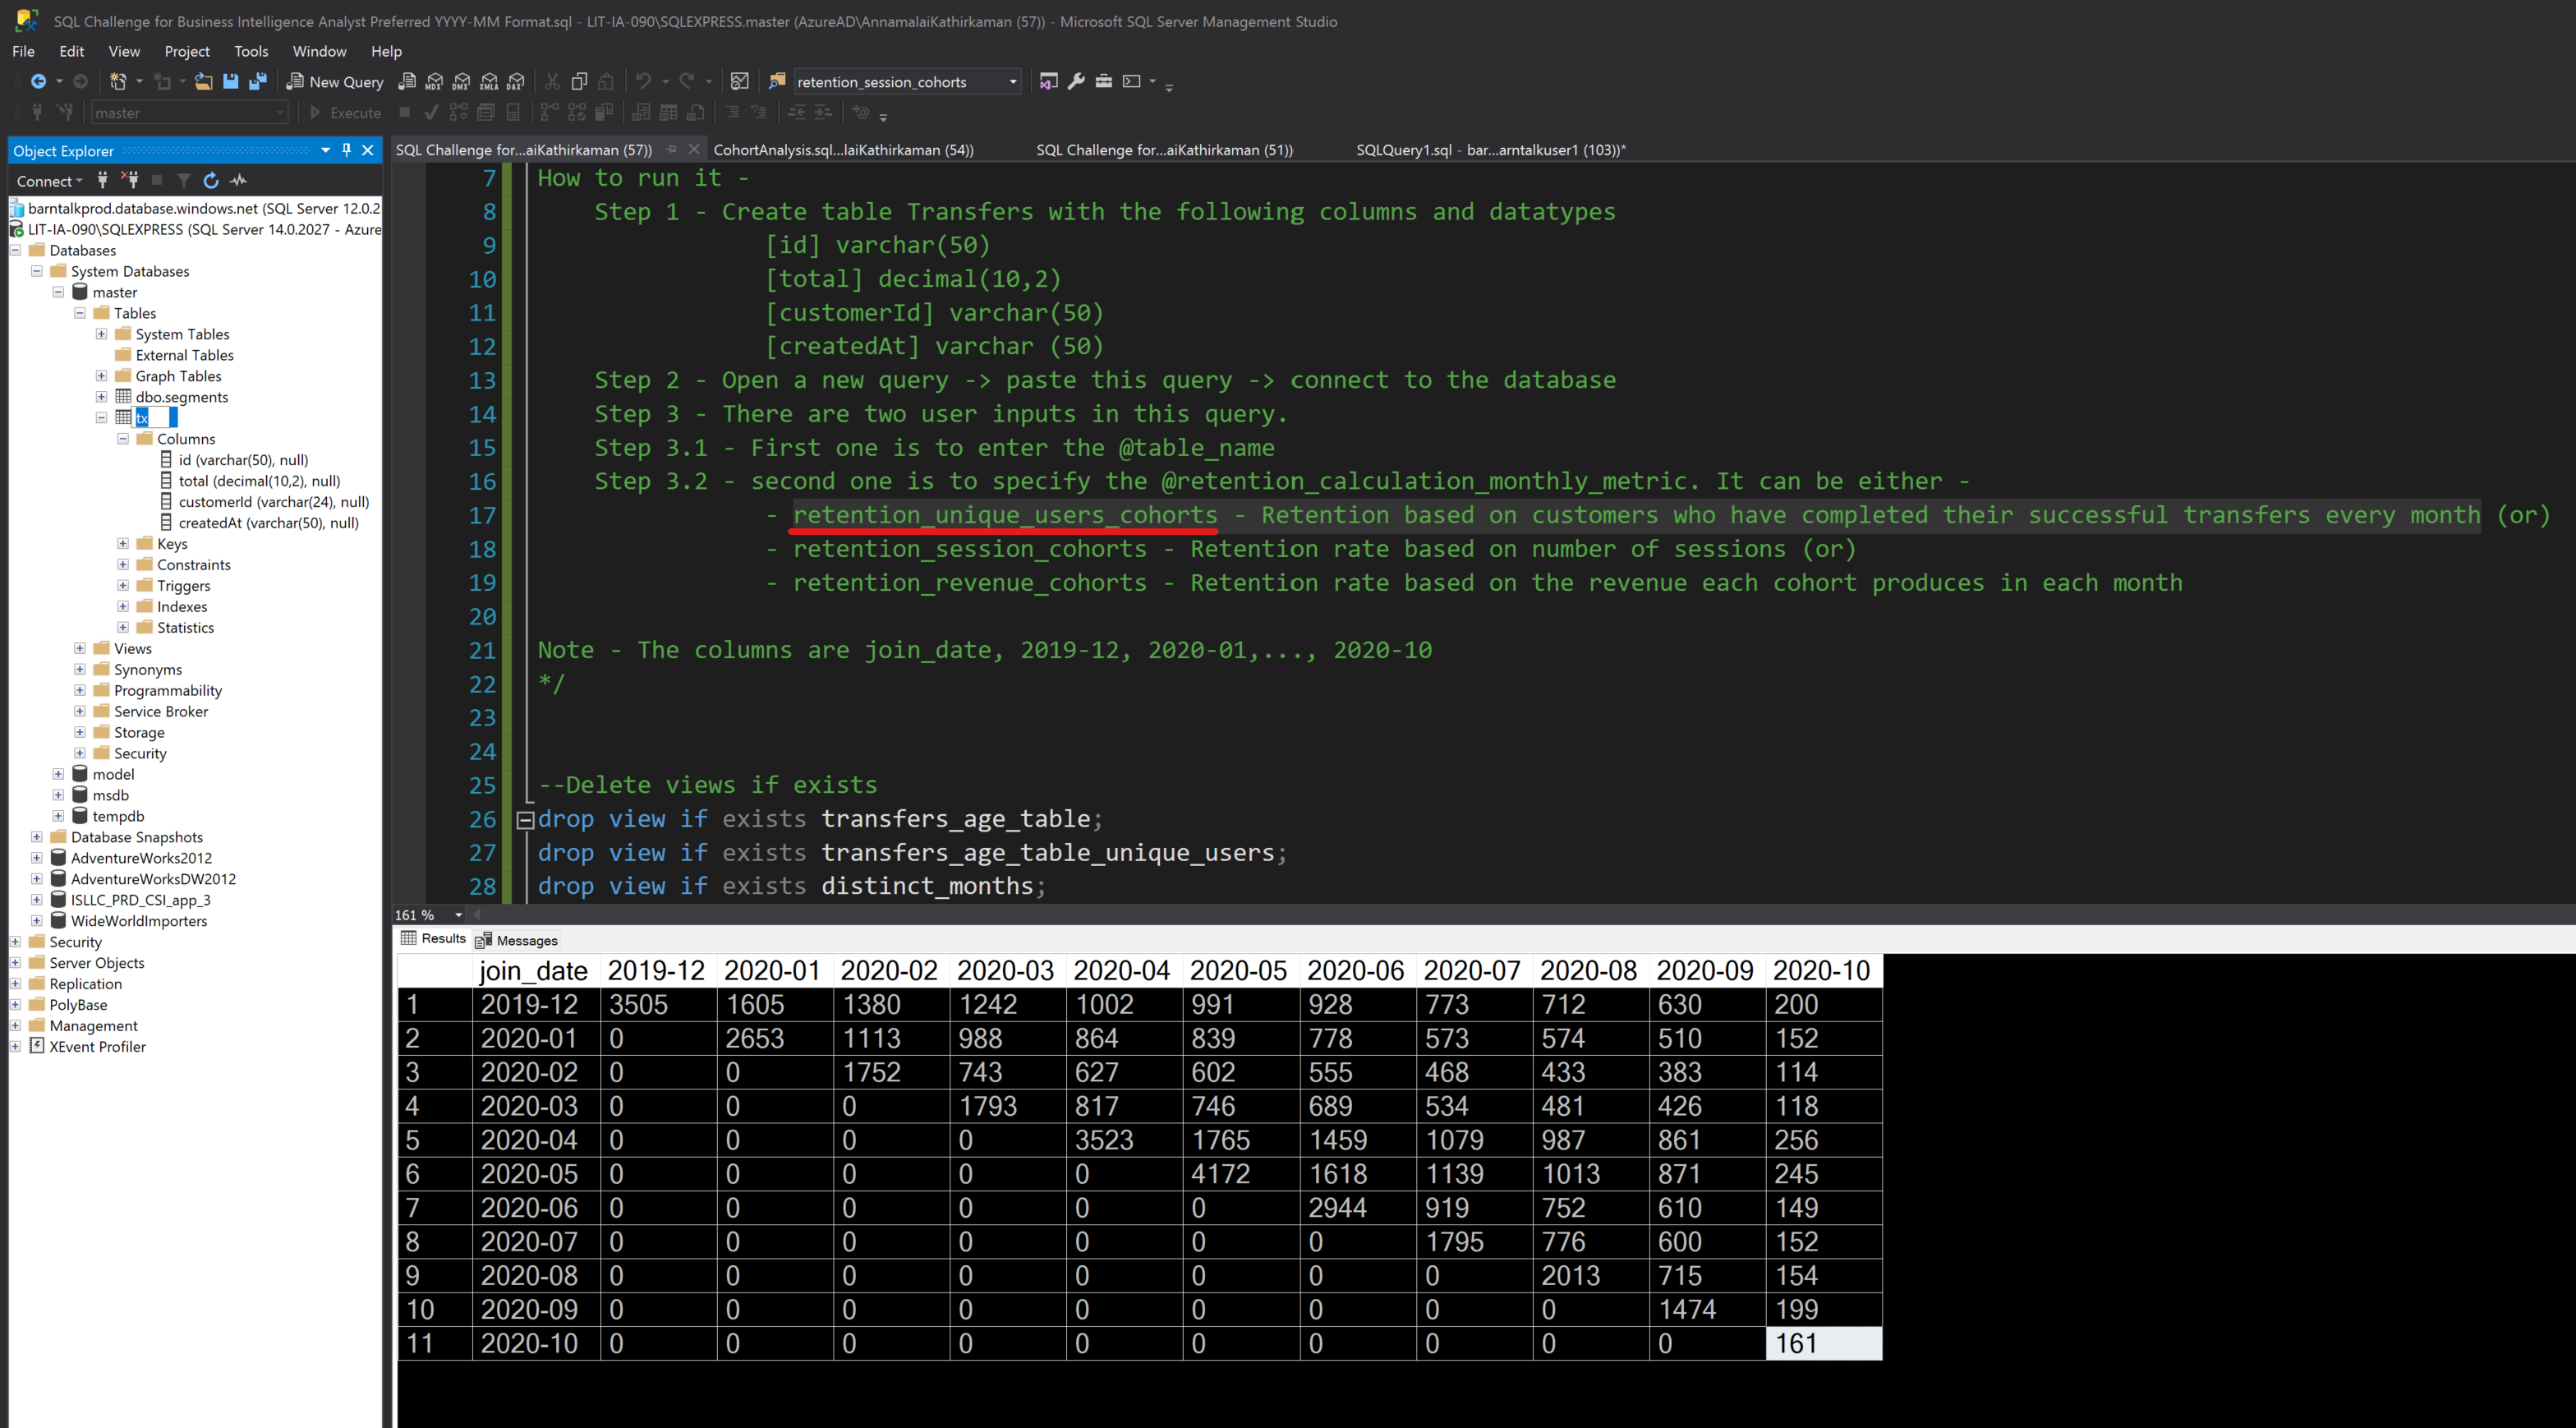 SQL Challenge for Business Intelligence Analyst Preferred YYYY-MM Format.sql - LIT-IA-090\SQLEXPRESS.master (AzureAD\AnnamalaiKathirkaman (57)) - Microsoft SQL Server Management Studio
File Edit View Project Tools Window Help
New Query MDX DMX XMLA DAX retention_session_cohorts
master Execute
Object Explorer
Connect
barntalkprod.database.windows.net (SQL Server 12.0.2
LIT-IA-090\SQLEXPRESS (SQL Server 14.0.2027 - Azure
Databases
System Databases
master
Tables
System Tables
External Tables
Graph Tables
dbo.segments
tx
Columns
id (varchar(50), null)
total (decimal(10,2), null)
customerId (varchar(24), null)
createdAt (varchar(50), null)
Keys
Constraints
Triggers
Indexes
Statistics
Views
Synonyms
Programmability
Service Broker
Storage
Security
model
msdb
tempdb
Database Snapshots
AdventureWorks2012
AdventureWorksDW2012
ISLLC_PRD_CSI_app_3
WideWorldImporters
Security
Server Objects
Replication
PolyBase
Management
XEvent Profiler
SQL Challenge for...aiKathirkaman (57)) CohortAnalysis.sql...laiKathirkaman (54)) SQL Challenge for...aiKathirkaman (51)) SQLQuery1.sql - bar...arntalkuser1 (103))*
7 How to run it -
8 Step 1 - Create table Transfers with the following columns and datatypes
9 [id] varchar(50)
10 [total] decimal(10,2)
11 [customerId] varchar(50)
12 [createdAt] varchar (50)
13 Step 2 - Open a new query -> paste this query -> connect to the database
14 Step 3 - There are two user inputs in this query.
15 Step 3.1 - First one is to enter the @table_name
16 Step 3.2 - second one is to specify the @retention_calculation_monthly_metric. It can be either -
17 - retention_unique_users_cohorts - Retention based on customers who have completed their successful transfers every month (or)
18 - retention_session_cohorts - Retention rate based on number of sessions (or)
19 - retention_revenue_cohorts - Retention rate based on the revenue each cohort produces in each month
20
21 Note - The columns are join_date, 2019-12, 2020-01,..., 2020-10
22 */
23
24
25 --Delete views if exists
26 drop view if exists transfers_age_table;
27 drop view if exists transfers_age_table_unique_users;
28 drop view if exists distinct_months;
161 %
Results Messages
join_date 2019-12 2020-01 2020-02 2020-03 2020-04 2020-05 2020-06 2020-07 2020-08 2020-09 2020-10
1 2019-12 3505 1605 1380 1242 1002 991 928 773 712 630 200
2 2020-01 0 2653 1113 988 864 839 778 573 574 510 152
3 2020-02 0 0 1752 743 627 602 555 468 433 383 114
4 2020-03 0 0 0 1793 817 746 689 534 481 426 118
5 2020-04 0 0 0 0 3523 1765 1459 1079 987 861 256
6 2020-05 0 0 0 0 0 4172 1618 1139 1013 871 245
7 2020-06 0 0 0 0 0 0 2944 919 752 610 149
8 2020-07 0 0 0 0 0 0 0 1795 776 600 152
9 2020-08 0 0 0 0 0 0 0 0 2013 715 154
10 2020-09 0 0 0 0 0 0 0 0 0 1474 199
11 2020-10 0 0 0 0 0 0 0 0 0 0 161